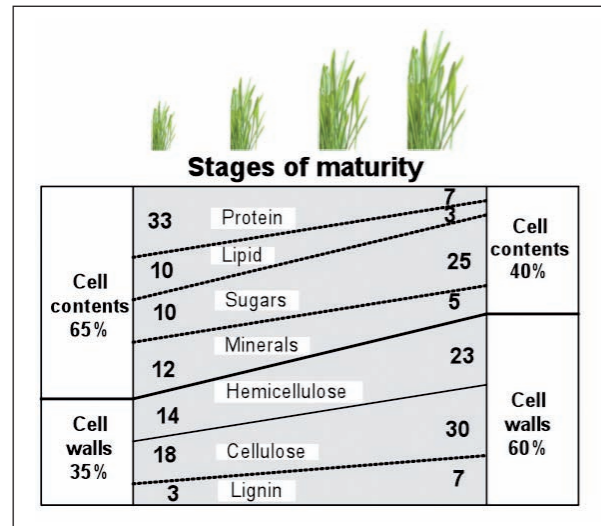 Stages of maturity
Cell
contents
65%
Cell
walls
35%
33 Protein 7
10 Lipid 3
10 Sugars 25
12 Minerals 5
14 Hemicellulose 23
18 Cellulose 30
3 Lignin 7
Cell
contents
40%
Cell
walls
60%